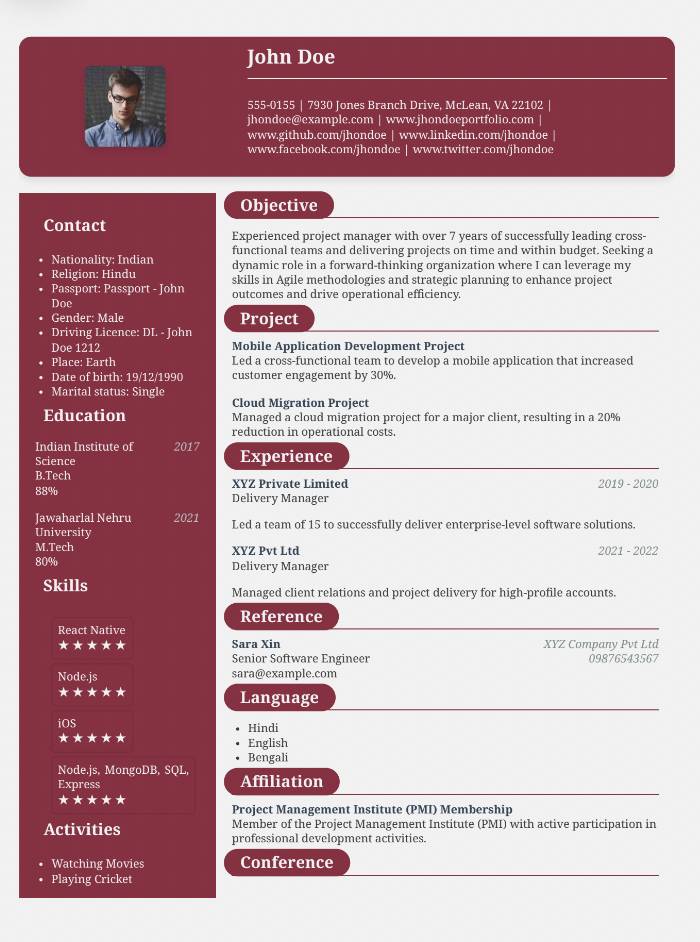 John Doe
555-0155 | 7930 Jones Branch Drive, McLean, VA 22102 |
jhondoe@example.com | www.jhondoeportfolio.com |
www.github.com/jhondoe | www.linkedin.com/jhondoe |
www.facebook.com/jhondoe | www.twitter.com/jhondoe
Contact
• Nationality: Indian
• Religion: Hindu
• Passport: Passport - John
Doe
• Gender: Male
• Driving Licence: DL - John
Doe 1212
• Place: Earth
• Date of birth: 19/12/1990
• Marital status: Single
Education
Indian Institute of 2017
Science
B.Tech
88%
Jawaharlal Nehru 2021
University
M.Tech
80%
Skills
React Native
★★★★★
Node.js
★★★★★
iOS
★★★★★
Node.js, MongoDB, SQL,
Express
★★★★★
Activities
• Watching Movies
• Playing Cricket
Objective
Experienced project manager with over 7 years of successfully leading cross-
functional teams and delivering projects on time and within budget. Seeking a
dynamic role in a forward-thinking organization where I can leverage my
skills in Agile methodologies and strategic planning to enhance project
outcomes and drive operational efficiency.
Project
Mobile Application Development Project
Led a cross-functional team to develop a mobile application that increased
customer engagement by 30%.
Cloud Migration Project
Managed a cloud migration project for a major client, resulting in a 20%
reduction in operational costs.
Experience
XYZ Private Limited 2019 - 2020
Delivery Manager
Led a team of 15 to successfully deliver enterprise-level software solutions.
XYZ Pvt Ltd 2021 - 2022
Delivery Manager
Managed client relations and project delivery for high-profile accounts.
Reference
Sara Xin XYZ Company Pvt Ltd
Senior Software Engineer 09876543567
sara@example.com
Language
• Hindi
• English
• Bengali
Affiliation
Project Management Institute (PMI) Membership
Member of the Project Management Institute (PMI) with active participation in
professional development activities.
Conference